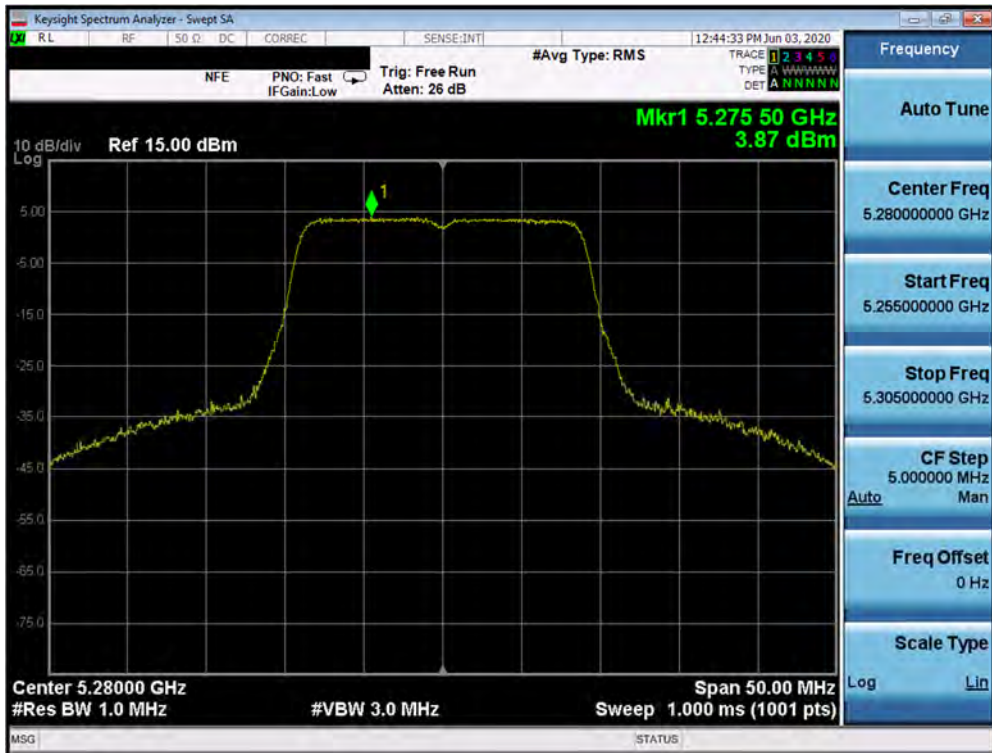 Keysight Spectrum Analyzer - Swept SA
LXI RL RF 50 Ω DC CORREC SENSE:INT 12:44:33 PM Jun 03, 2020
NFE PNO: Fast IFGain:Low Trig: Free Run Atten: 26 dB #Avg Type: RMS
TRACE 1 2 3 4 5 6
TYPE A WWWWW
DET A N N N N N
Mkr1 5.275 50 GHz
3.87 dBm
10 dB/div Ref 15.00 dBm
Log
1
5.00
-5.00
-15.0
-25.0
-35.0
-45.0
-55.0
-65.0
-75.0
Center 5.28000 GHz Span 50.00 MHz
#Res BW 1.0 MHz #VBW 3.0 MHz Sweep 1.000 ms (1001 pts)
MSG STATUS
Frequency
Auto Tune
Center Freq
5.280000000 GHz
Start Freq
5.255000000 GHz
Stop Freq
5.305000000 GHz
CF Step
5.000000 MHz
Auto Man
Freq Offset
0 Hz
Scale Type
Log Lin